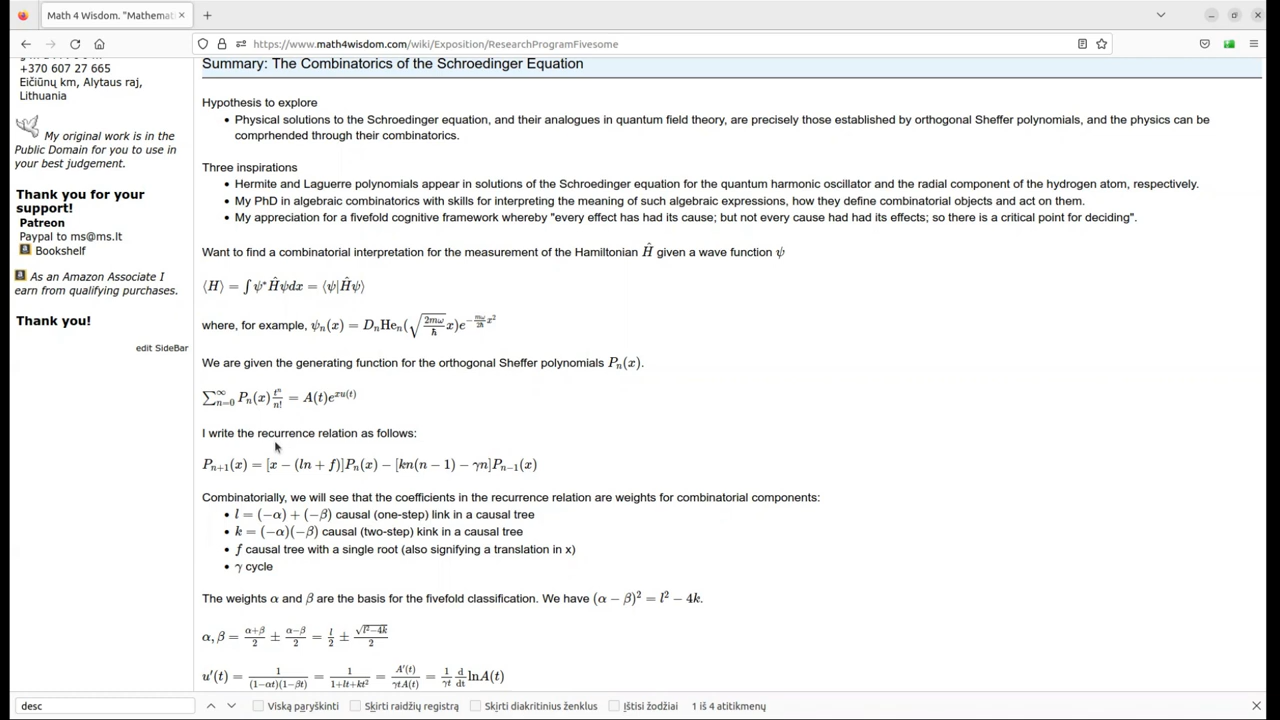 Math 4 Wisdom. "Mathemat
https://www.math4wisdom.com/wiki/Exposition/ResearchProgramFivesome
+370 607 27 665
Eičiūnų km, Alytaus raj,
Lithuania
My original work is in the
Public Domain for you to use in
your best judgement.
Thank you for your
support!
Patreon
Paypal to ms@ms.lt
Bookshelf
As an Amazon Associate I
earn from qualifying purchases.
Thank you!
edit SideBar
Summary: The Combinatorics of the Schroedinger Equation
Hypothesis to explore
• Physical solutions to the Schroedinger equation, and their analogues in quantum field theory, are precisely those established by orthogonal Sheffer polynomials, and the physics can be
comprhended through their combinatorics.
Three inspirations
• Hermite and Laguerre polynomials appear in solutions of the Schroedinger equation for the quantum harmonic oscillator and the radial component of the hydrogen atom, respectively.
• My PhD in algebraic combinatorics with skills for interpreting the meaning of such algebraic expressions, how they define combinatorial objects and act on them.
• My appreciation for a fivefold cognitive framework whereby "every effect has had its cause; but not every cause had had its effects; so there is a critical point for deciding".
Want to find a combinatorial interpretation for the measurement of the Hamiltonian Ĥ given a wave function ψ
⟨H⟩ = ∫ ψ*Ĥψdx = ⟨ψ|Ĥψ⟩
where, for example, ψₙ(x) = DₙHeₙ(√(2mω/ħ)x)e^(−(mω/2ħ)x²)
We are given the generating function for the orthogonal Sheffer polynomials Pₙ(x).
∑_{n=0}^{∞} Pₙ(x) tⁿ/n! = A(t)e^{xu(t)}
I write the recurrence relation as follows:
Pₙ₊₁(x) = [x − (ln + f)]Pₙ(x) − [kn(n − 1) − γn]Pₙ₋₁(x)
Combinatorially, we will see that the coefficients in the recurrence relation are weights for combinatorial components:
• l = (−α) + (−β) causal (one-step) link in a causal tree
• k = (−α)(−β) causal (two-step) kink in a causal tree
• f causal tree with a single root (also signifying a translation in x)
• γ cycle
The weights α and β are the basis for the fivefold classification. We have (α − β)² = l² − 4k.
α, β = (α+β)/2 ± (α−β)/2 = l/2 ± √(l²−4k)/2
u′(t) = 1/((1−αt)(1−βt)) = 1/(1+lt+kt²) = A′(t)/(γtA(t)) = 1/(γt) d/dt lnA(t)
desc
Viską paryškinti
Skirti raidžių registrą
Skirti diakritinius ženklus
Ištisi žodžiai
1 iš 4 atitikmenų